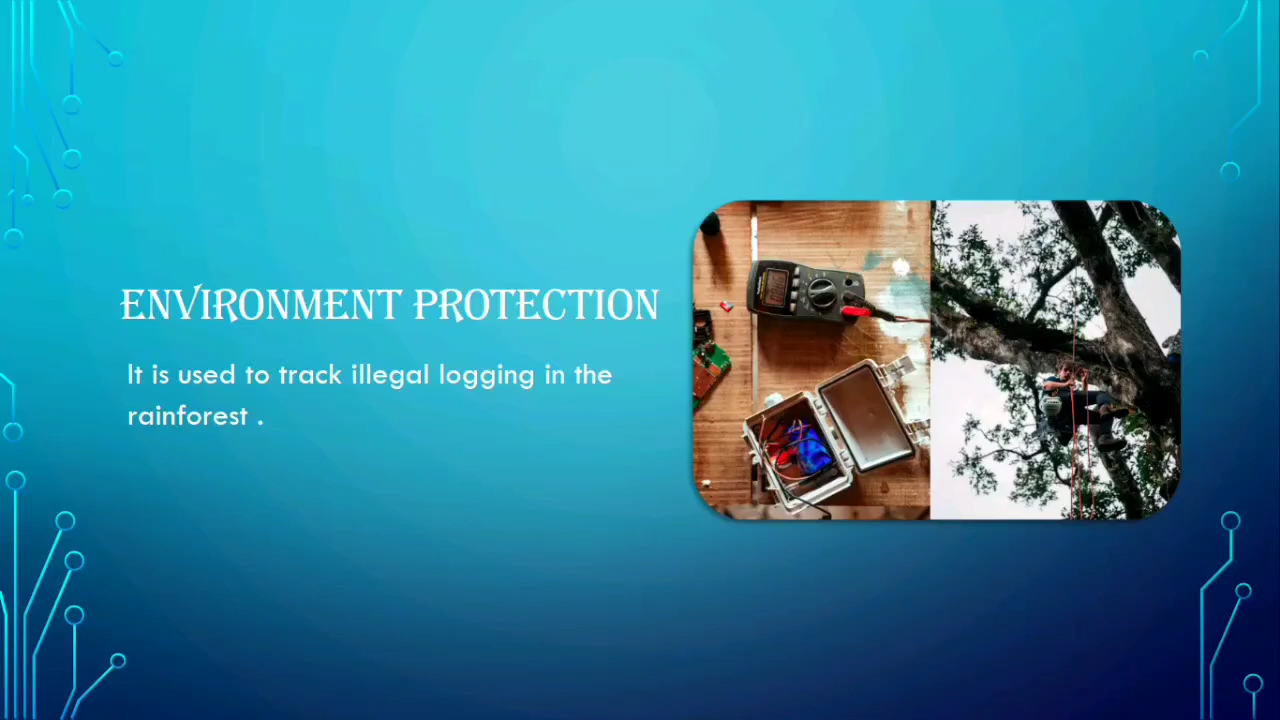 ENVIRONMENT PROTECTION
It is used to track illegal logging in the
rainforest .